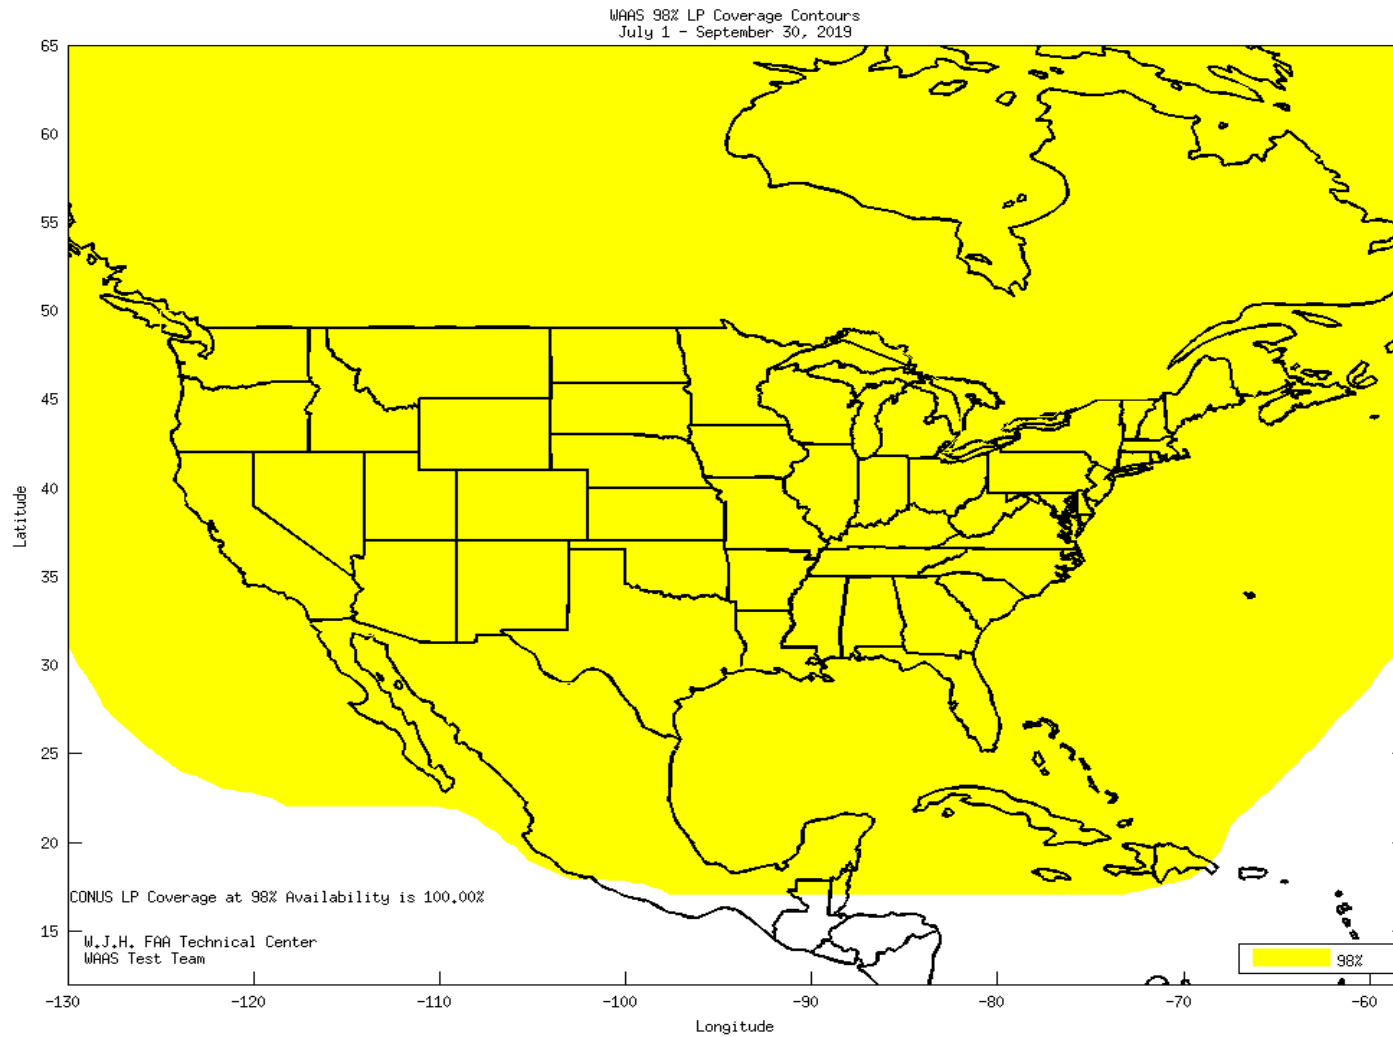 WAAS 98% LP Coverage Contours
July 1 - September 30, 2019
65
60
55
50
45
40
35
30
25
20
15
Latitude
CONUS LP Coverage at 98% Availability is 100.00%
W.J.H. FAA Technical Center
WAAS Test Team
98%
-130
-120
-110
-100
-90
-80
-70
-60
Longitude